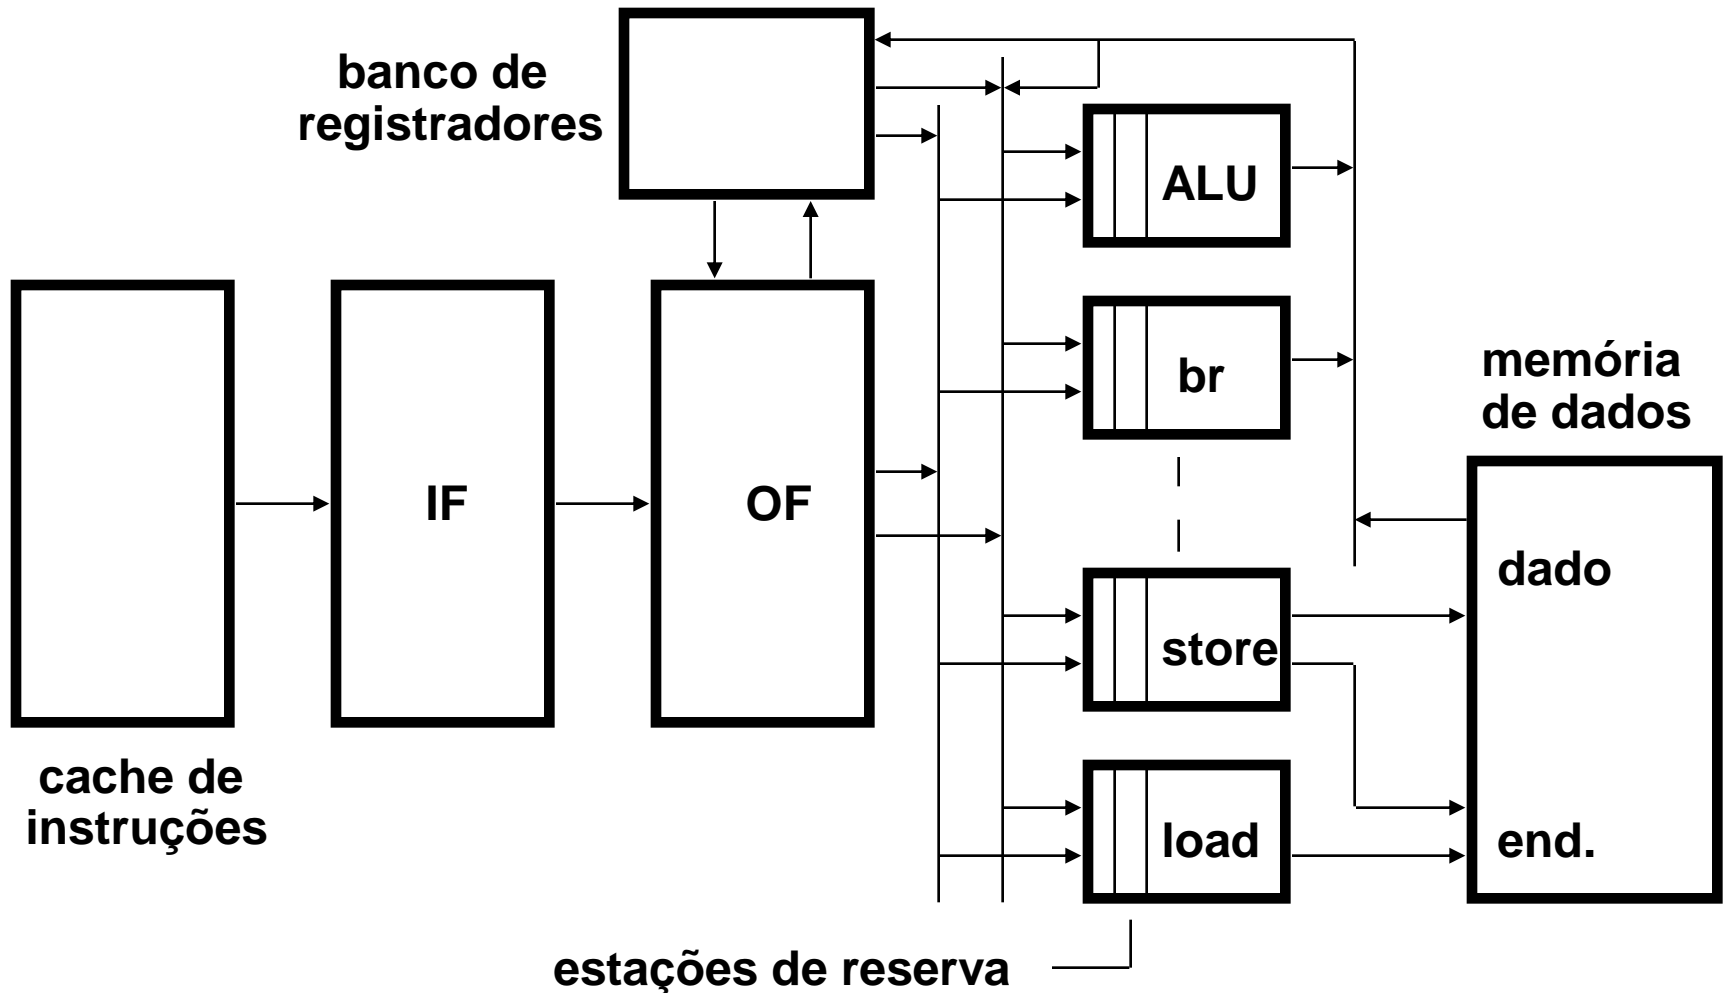 banco de
registradores
ALU
br
memória
de dados
IF
OF
dado
store
cache de
instruções
load
end.
estações de reserva